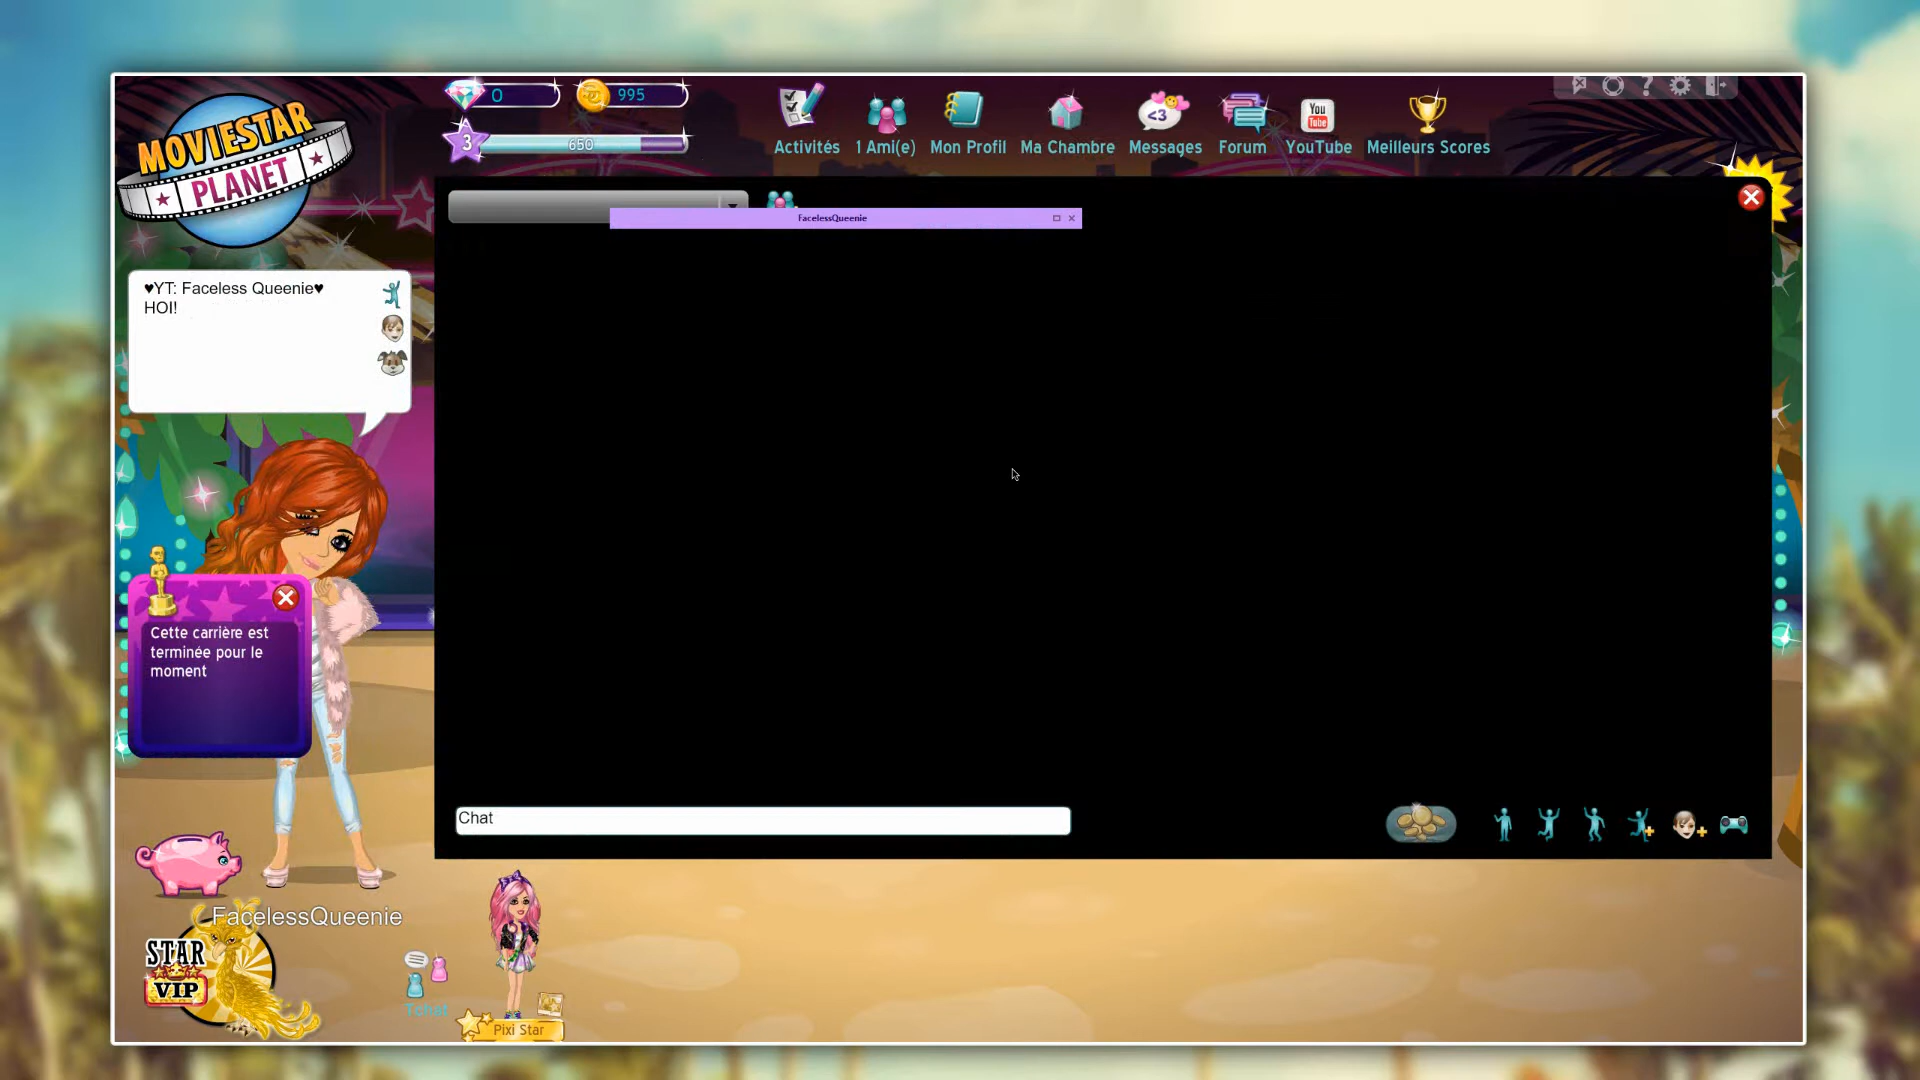 MOVIESTAR
PLANET
0
995
3
650
Activités
1 Ami(e)
Mon Profil
Ma Chambre
<3
Messages
Forum
You
Tube
YouTube
Meilleurs Scores
?
FacelessQueenie
♥YT: Faceless Queenie♥
HOI!
Cette carrière est
terminée pour le
moment
Chat
FacelessQueenie
STAR
VIP
Tchat
Pixi Star